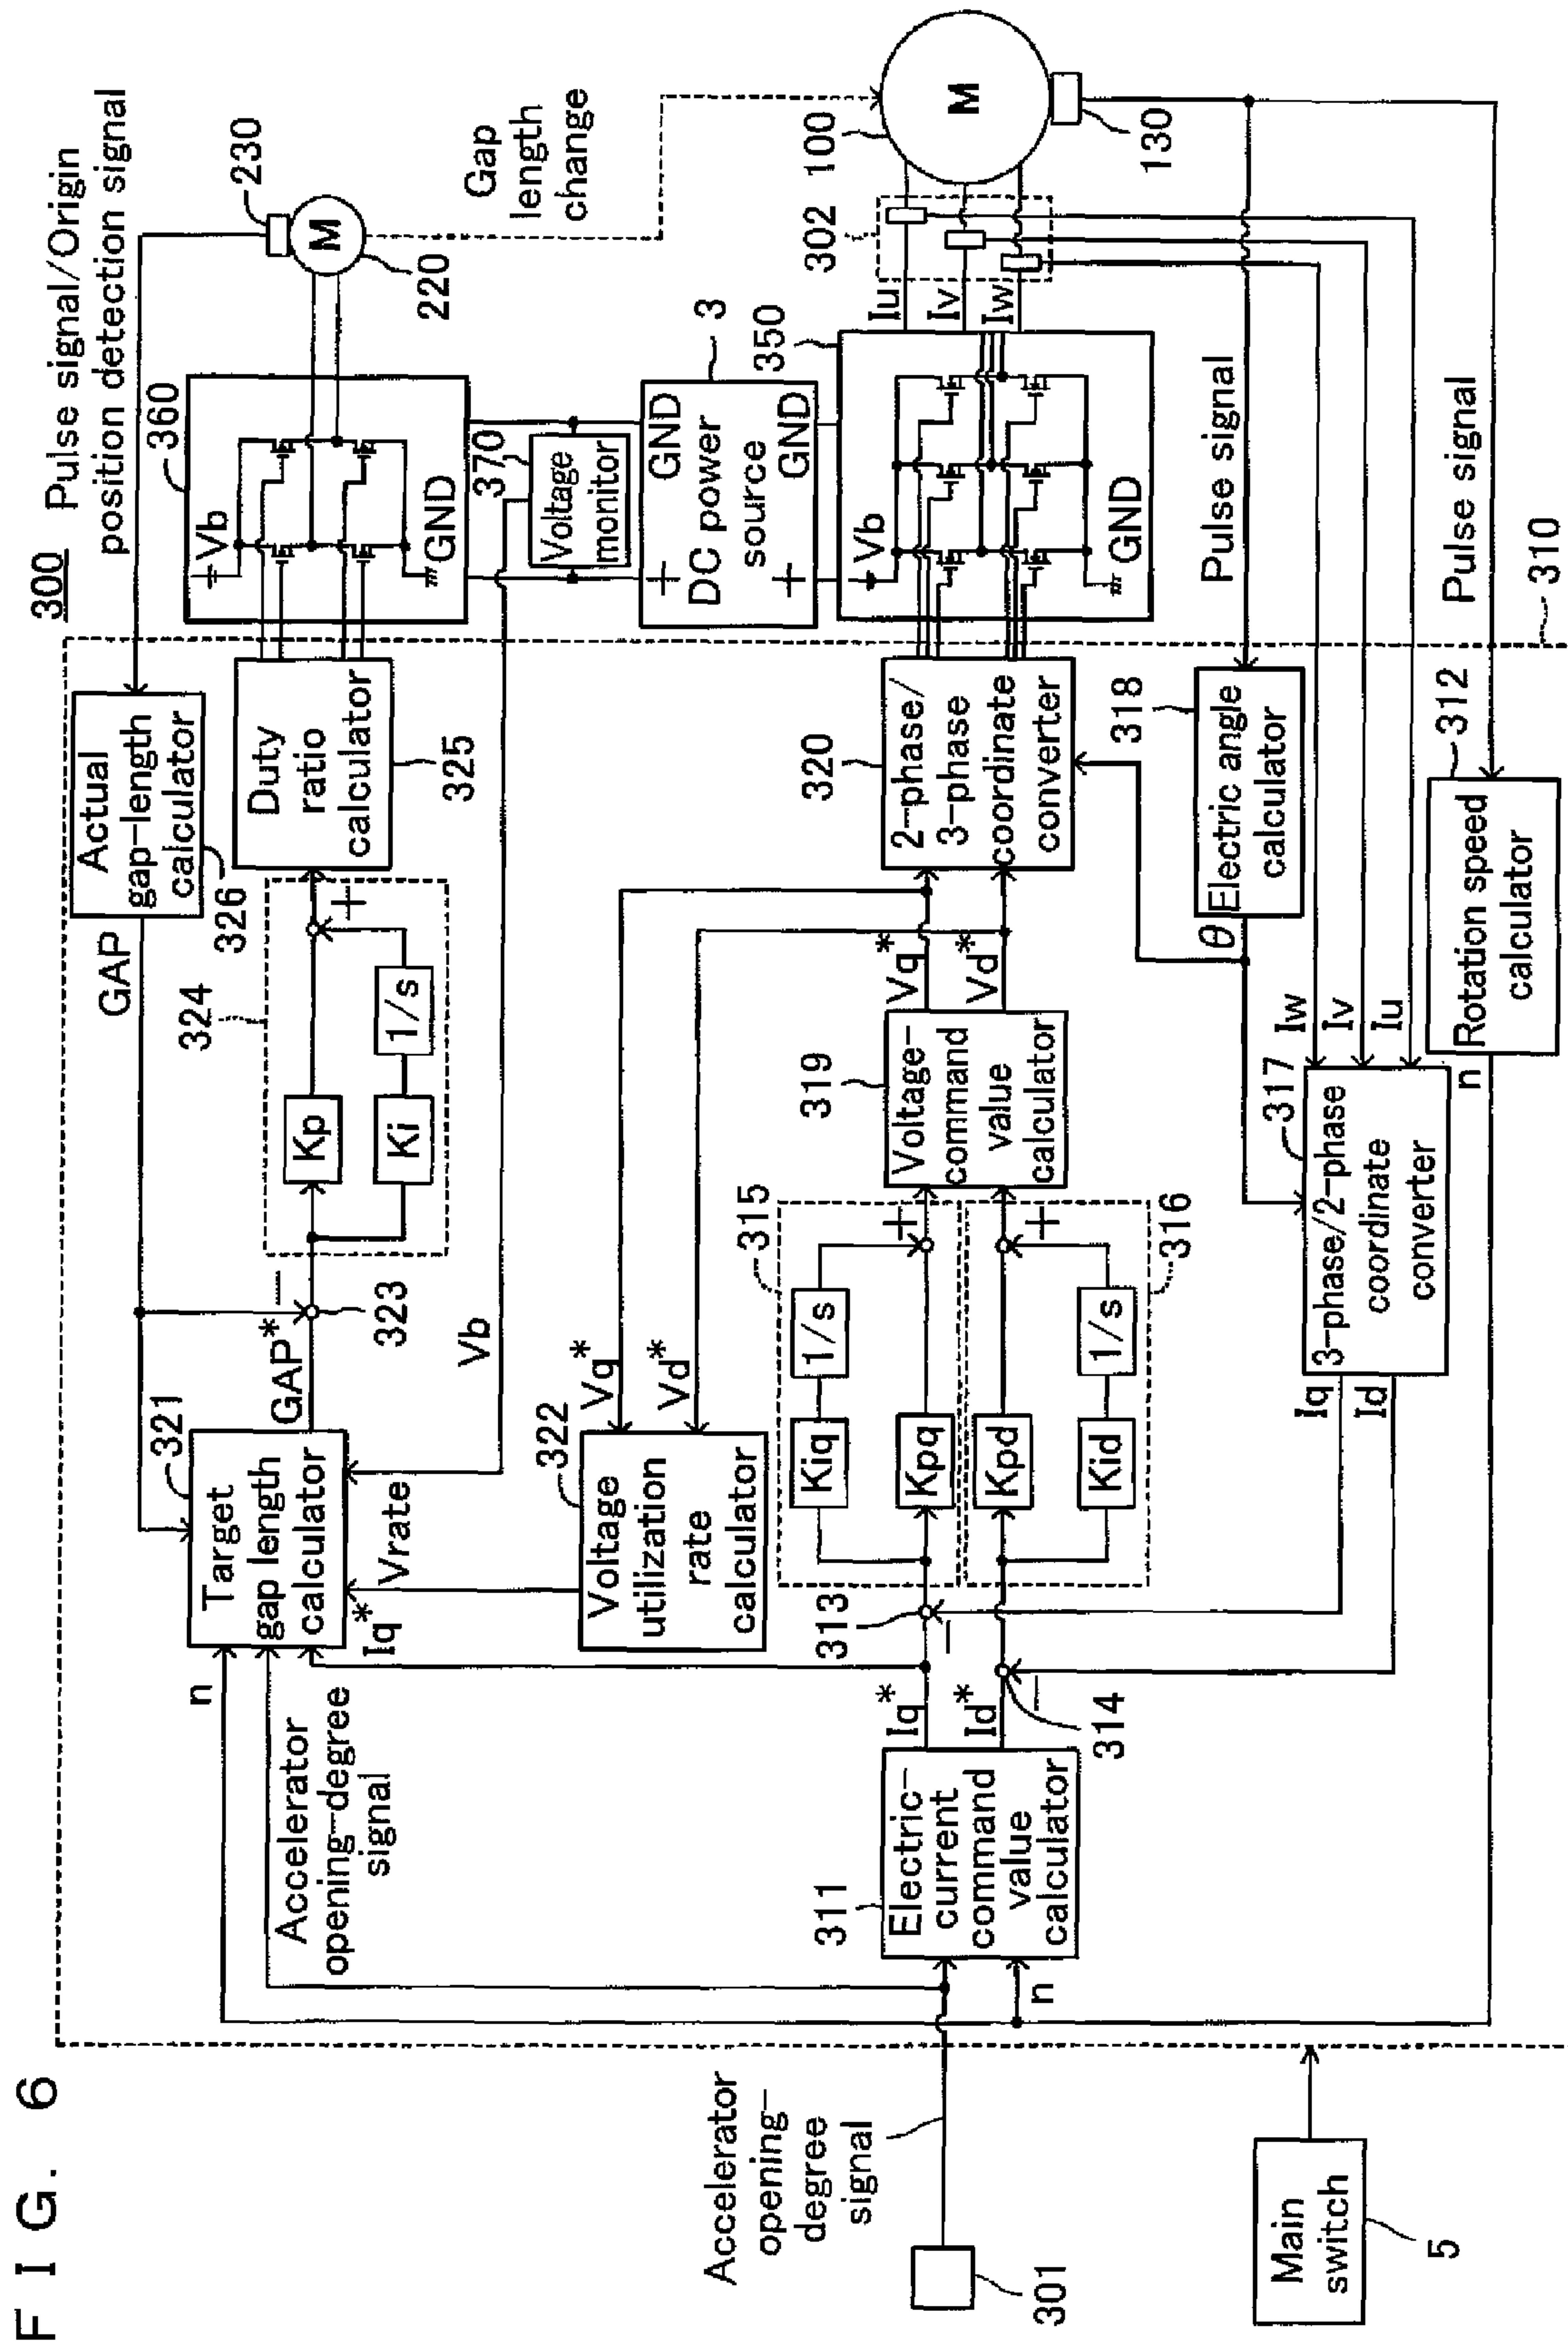 F I G. 6
300
Pulse signal/Origin
position detection signal
230
M
220
Gap
length
change
360
Vb
GND
370
Voltage
monitor
3
GND
+
DC power
source
GND
+
350
Vb
GND
Iu
Iv
Iw
302
100
M
130
Pulse signal
Pulse signal
310
Actual
gap-length
calculator
326
GAP
Duty
ratio
calculator
325
324
+
Kp
Ki
1/s
−
323
GAP*
321
Target
gap length
calculator
n
Accelerator
opening-degree
signal
Iq*
Vrate
Vb
322
Voltage
utilization
rate
calculator
Vq*
Vd*
320
2-phase/
3-phase
coordinate
converter
Vq*
Vd*
319
Voltage-
command
value
calculator
315
+
1/s
Kiq
Kpq
Kpd
Kid
1/s
+
316
313
−
314
−
Iq*
Id*
311
Electric-
current
command
value
calculator
n
318
Electric angle
calculator
θ
317
3-phase/2-phase
coordinate
converter
Iw
Iv
Iu
Iq
Id
312
Rotation speed
calculator
n
Accelerator
opening-
degree
signal
301
Main
switch
5